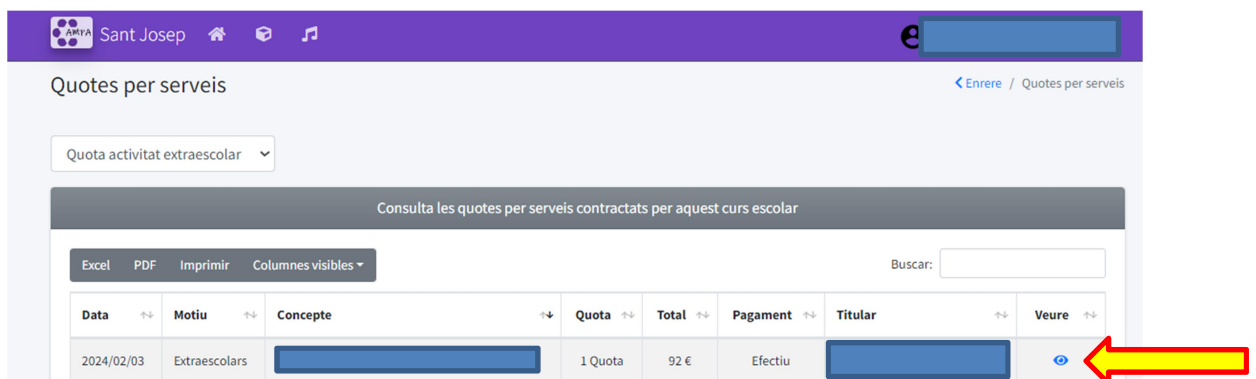 AMPA Sant Josep
Quotes per serveis
Enrere / Quotes per serveis
Quota activitat extraescolar
Consulta les quotes per serveis contractats per aquest curs escolar
Excel PDF Imprimir Columnes visibles Buscar:
Data Motiu Concepte Quota Total Pagament Titular Veure
2024/02/03 Extraescolars 1 Quota 92 € Efectiu